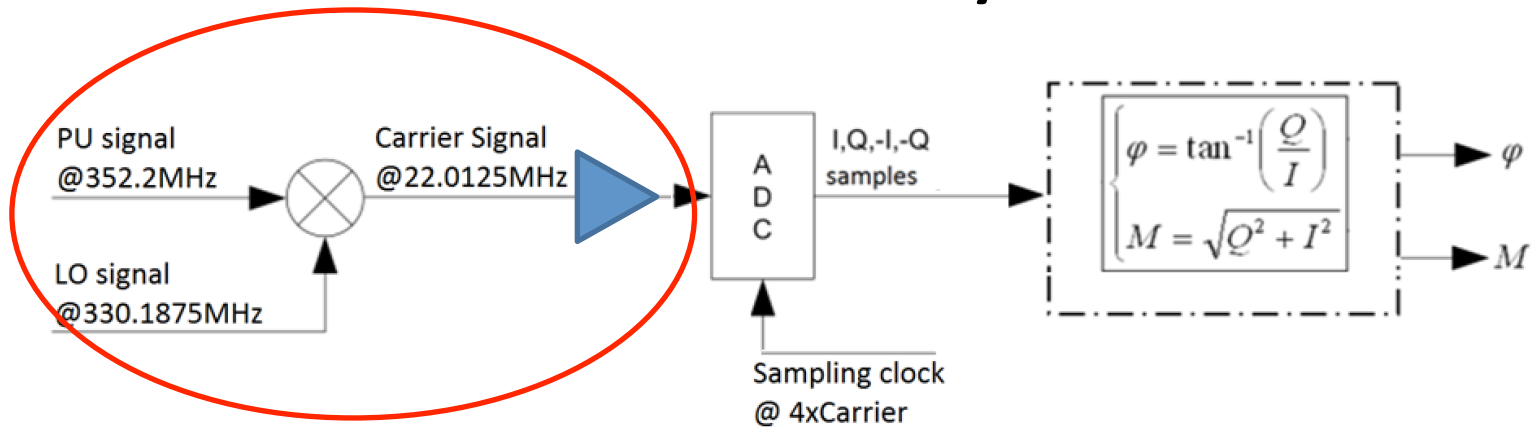 PU signal
@352.2MHz
Carrier Signal
@22.0125MHz
LO signal
@330.1875MHz
A
D
C
I,Q,-I,-Q
samples
Sampling clock
@ 4xCarrier
φ = tan⁻¹(Q/I)
M = √(Q² + I²)
φ
M